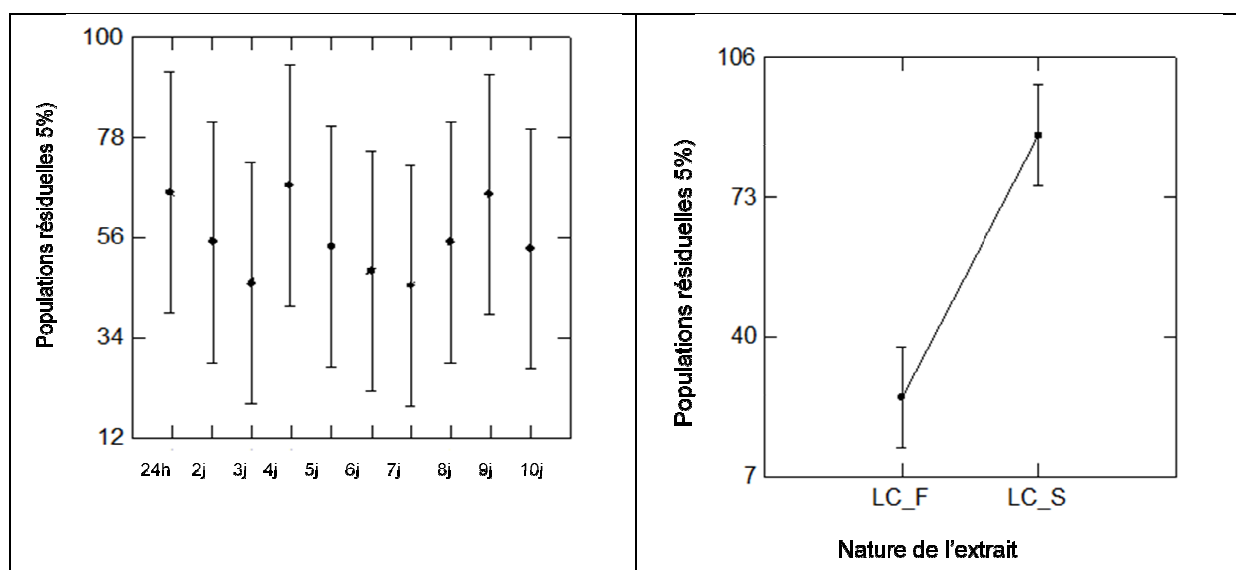 Populations résiduelles 5%)
100
78
56
34
12
24h 2j 3j 4j 5j 6j 7j 8j 9j 10j
Populations résiduelles 5%)
106
73
40
7
LC_F LC_S
Nature de l'extrait